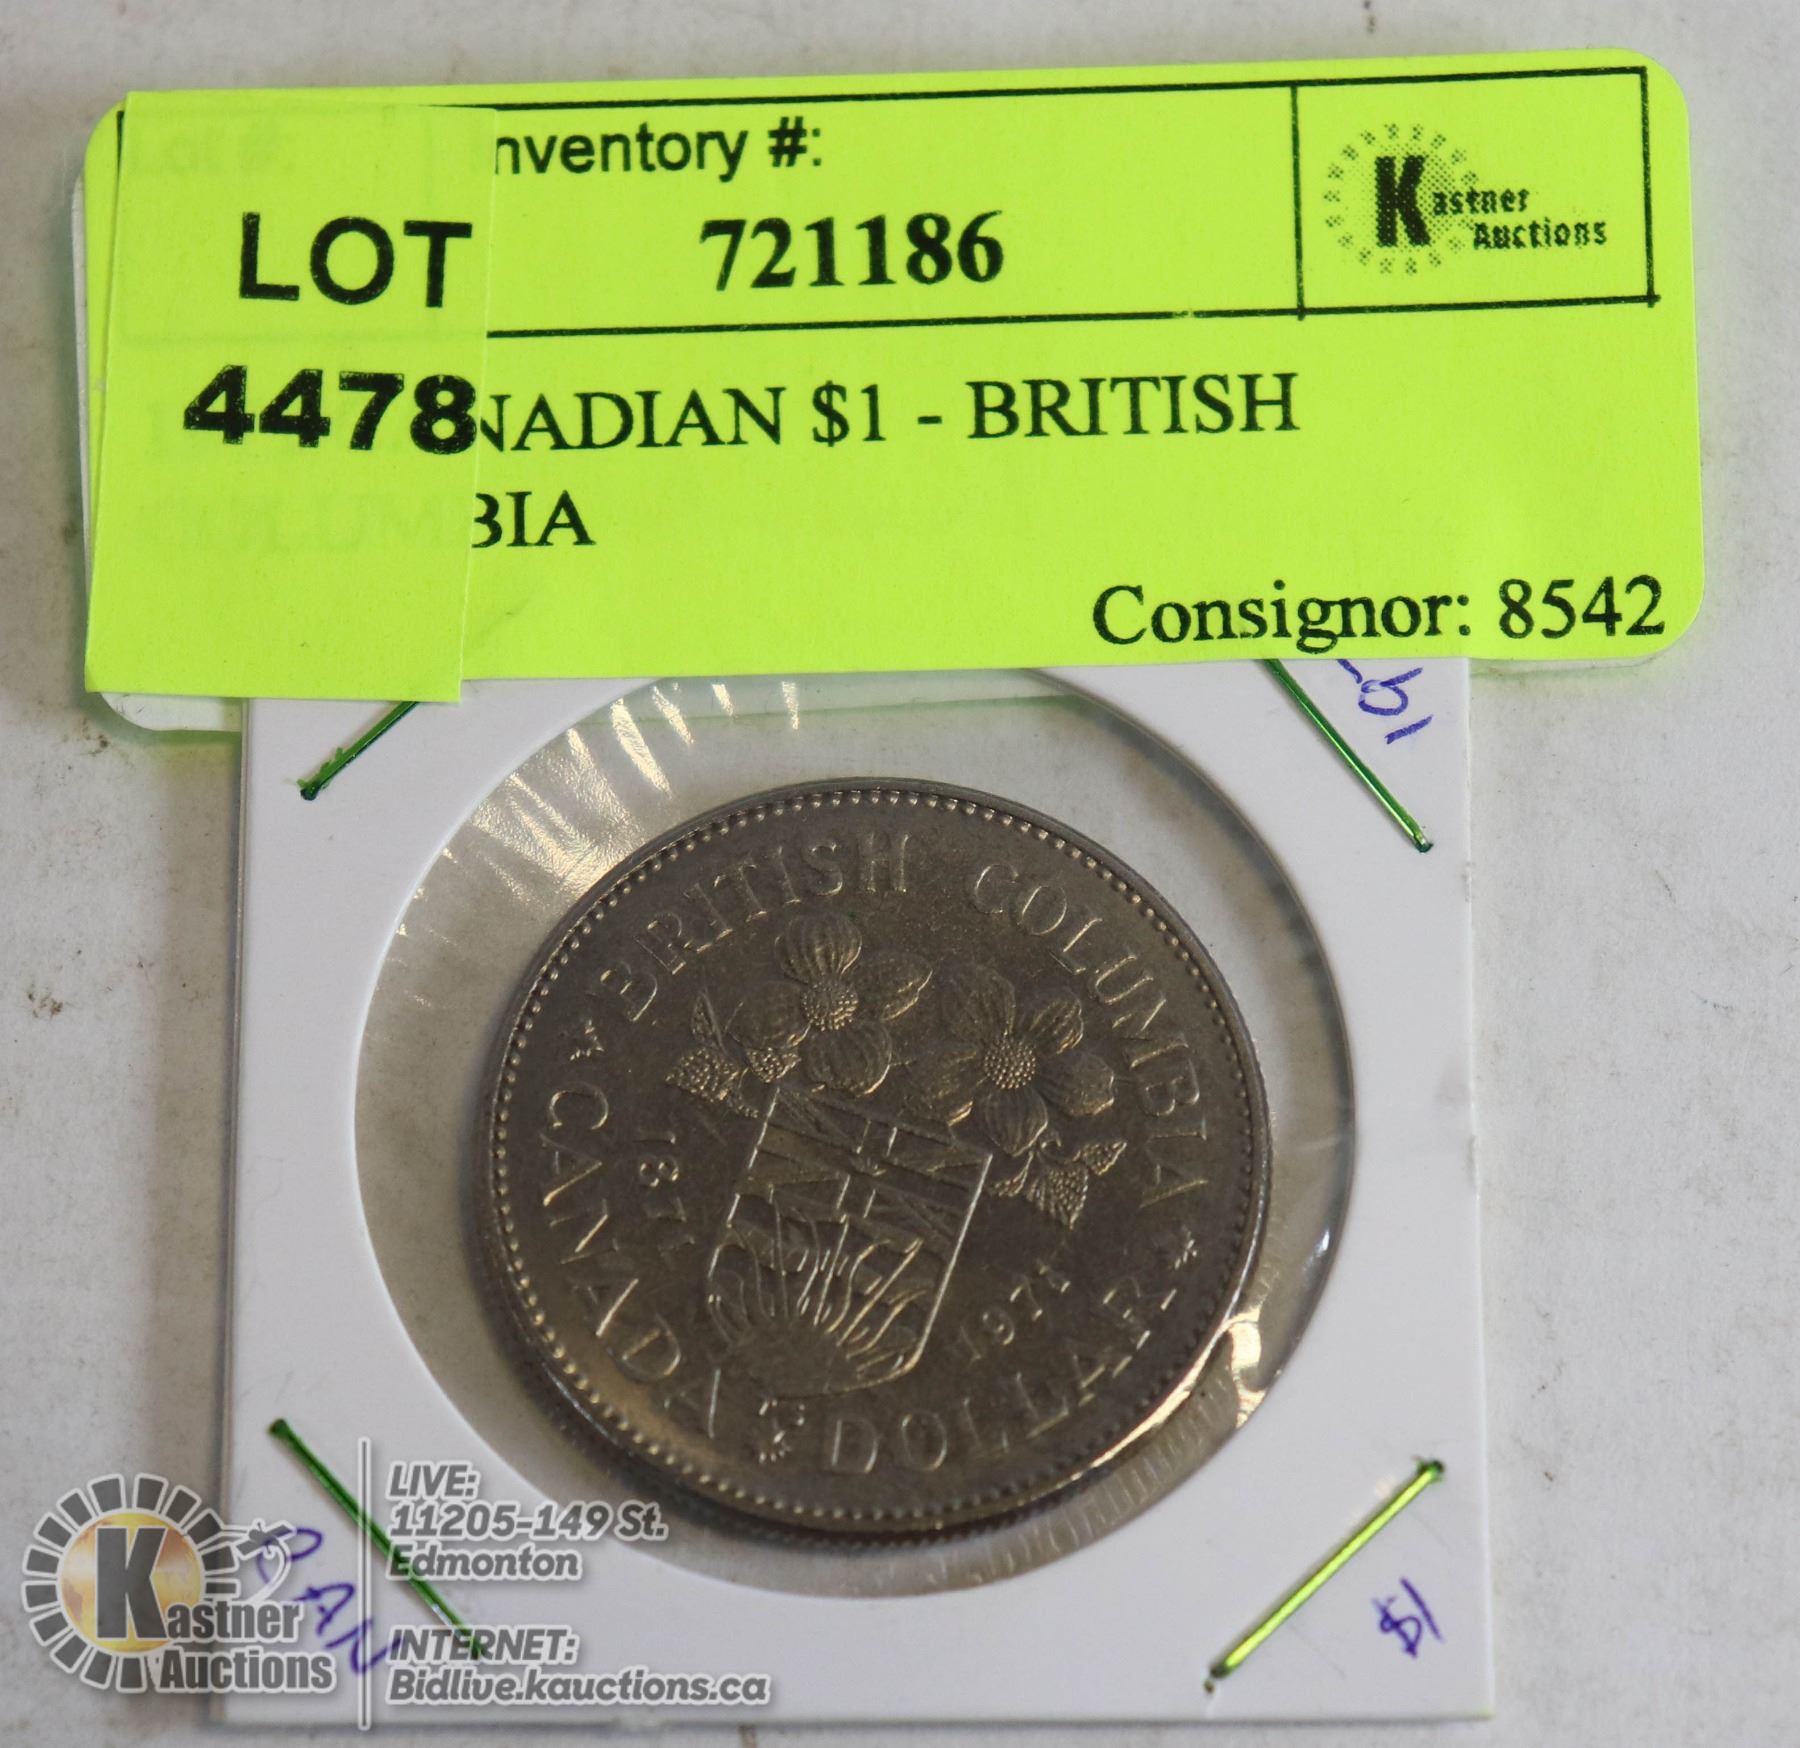 Inventory #:
LOT
721186
Kastner
Auctions
4478
NADIAN $1 - BRITISH
BIA
Consignor: 8542
BRITISH COLUMBIA
1871
1971
CANADA DOLLAR
CAN
$1
LIVE:
11205-149 St.
Edmonton
INTERNET:
Bidlive.kauctions.ca
Kastner
Auctions